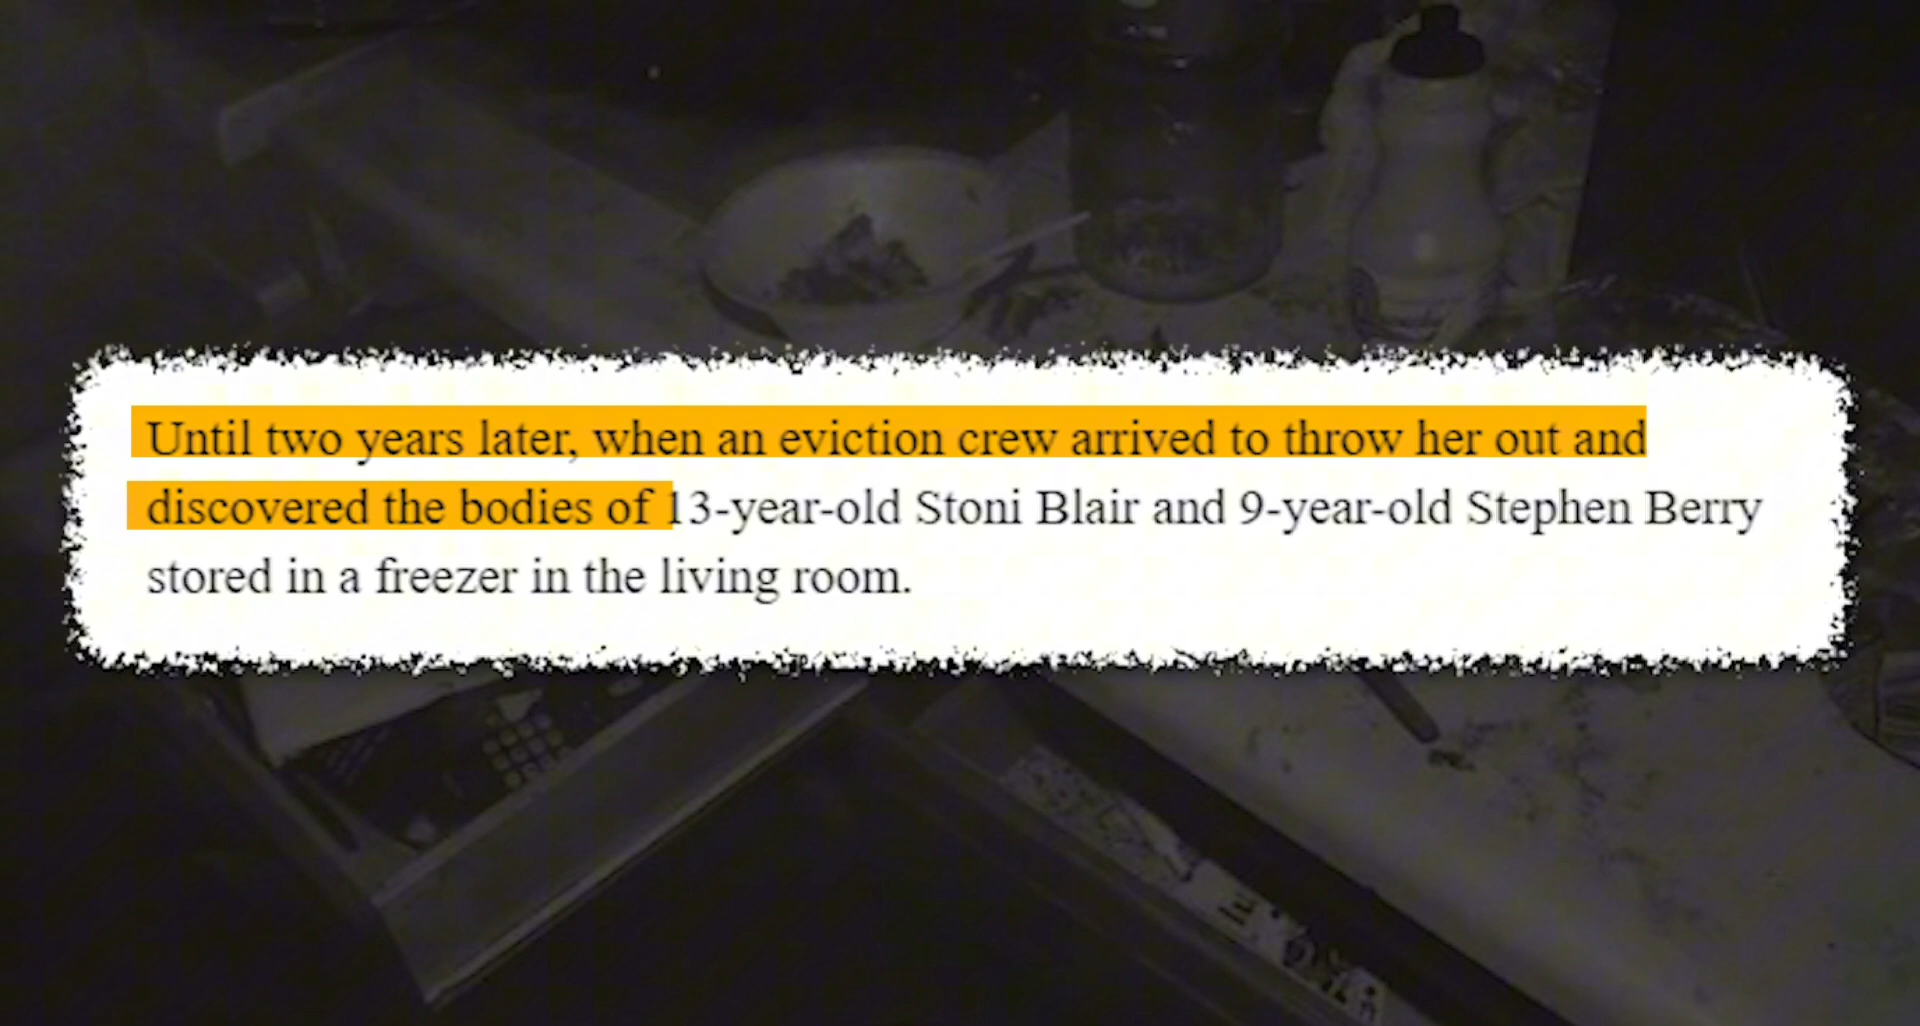 Until two years later, when an eviction crew arrived to throw her out and
discovered the bodies of 13-year-old Stoni Blair and 9-year-old Stephen Berry
stored in a freezer in the living room.